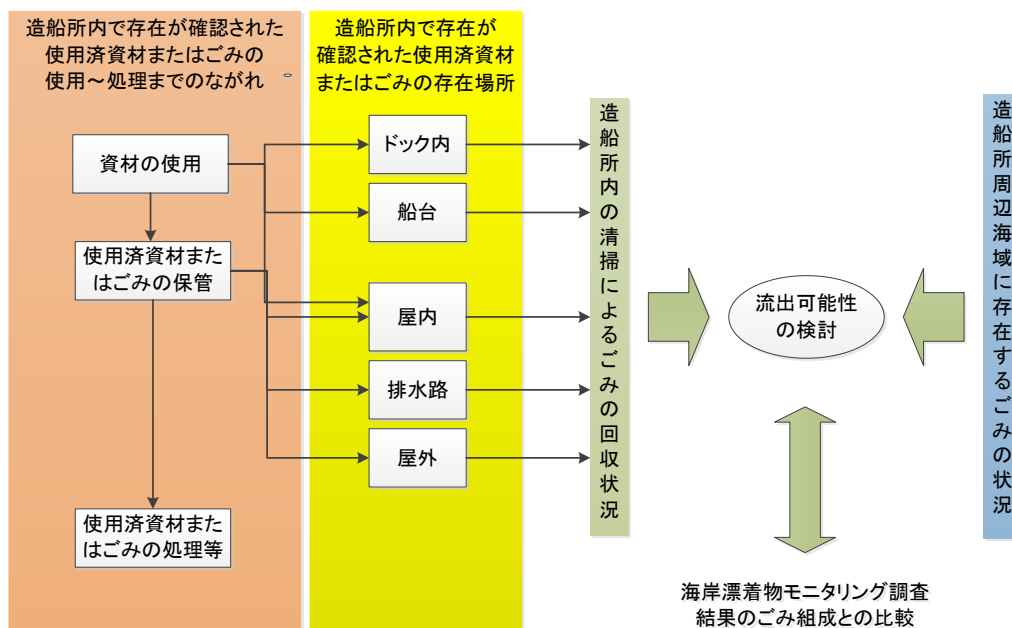 造船所内で存在が確認された
使用済資材またはごみの
使用～処理までのながれ
資材の使用
使用済資材また
はごみの保管
使用済資材また
はごみの処理等
造船所内で存在が
確認された使用済資材
またはごみの存在場所
ドック内
船台
屋内
排水路
屋外
造船所内の清掃によるごみの回収状況
流出可能性
の検討
海岸漂着物モニタリング調査
結果のごみ組成との比較
造船所周辺海域に存在するごみの状況